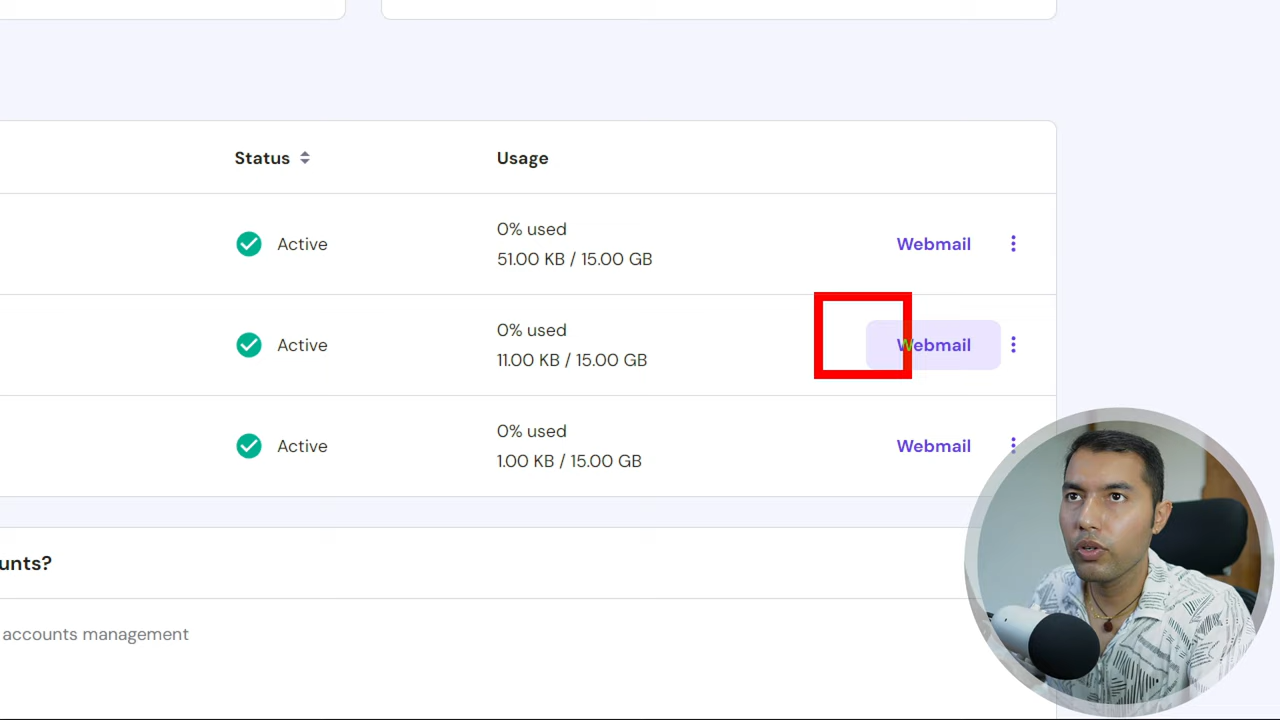 Status
Usage
Active
0% used
51.00 KB / 15.00 GB
Webmail
Active
0% used
11.00 KB / 15.00 GB
Webmail
Active
0% used
1.00 KB / 15.00 GB
Webmail
unts?
accounts management